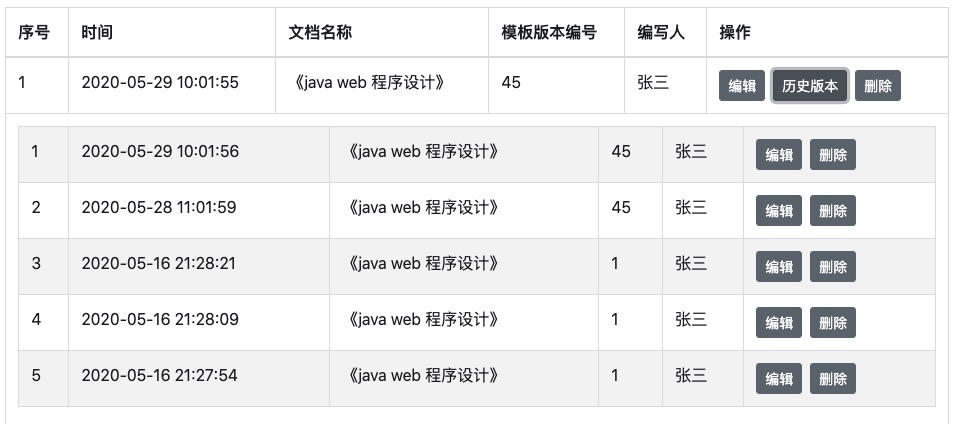 序号 时间 文档名称 模板版本编号 编写人 操作
1 2020-05-29 10:01:55 《java web 程序设计》 45 张三 编辑 历史版本 删除
1 2020-05-29 10:01:56 《java web 程序设计》 45 张三 编辑 删除
2 2020-05-28 11:01:59 《java web 程序设计》 45 张三 编辑 删除
3 2020-05-16 21:28:21 《java web 程序设计》 1 张三 编辑 删除
4 2020-05-16 21:28:09 《java web 程序设计》 1 张三 编辑 删除
5 2020-05-16 21:27:54 《java web 程序设计》 1 张三 编辑 删除